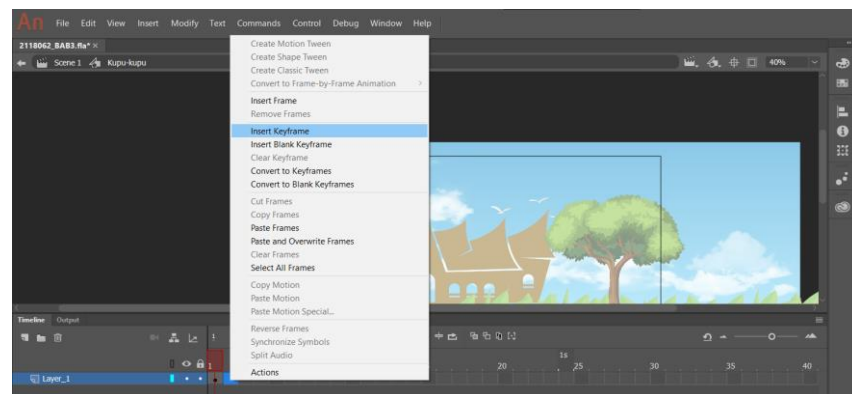 An File Edit View Insert Modify Text Commands Control Debug Window Help
2118062_BAB3.fla* ×
Scene 1 Kupu-kupu 40%
Create Motion Tween
Create Shape Tween
Create Classic Tween
Convert to Frame-by-Frame Animation
Insert Frame
Remove Frames
Insert Keyframe
Insert Blank Keyframe
Clear Keyframe
Convert to Keyframes
Convert to Blank Keyframes
Cut Frames
Copy Frames
Paste Frames
Paste and Overwrite Frames
Clear Frames
Select All Frames
Copy Motion
Paste Motion
Paste Motion Special...
Reverse Frames
Synchronize Symbols
Split Audio
Actions
Timeline Output
1s
1 20 25 30 35 40
Layer_1